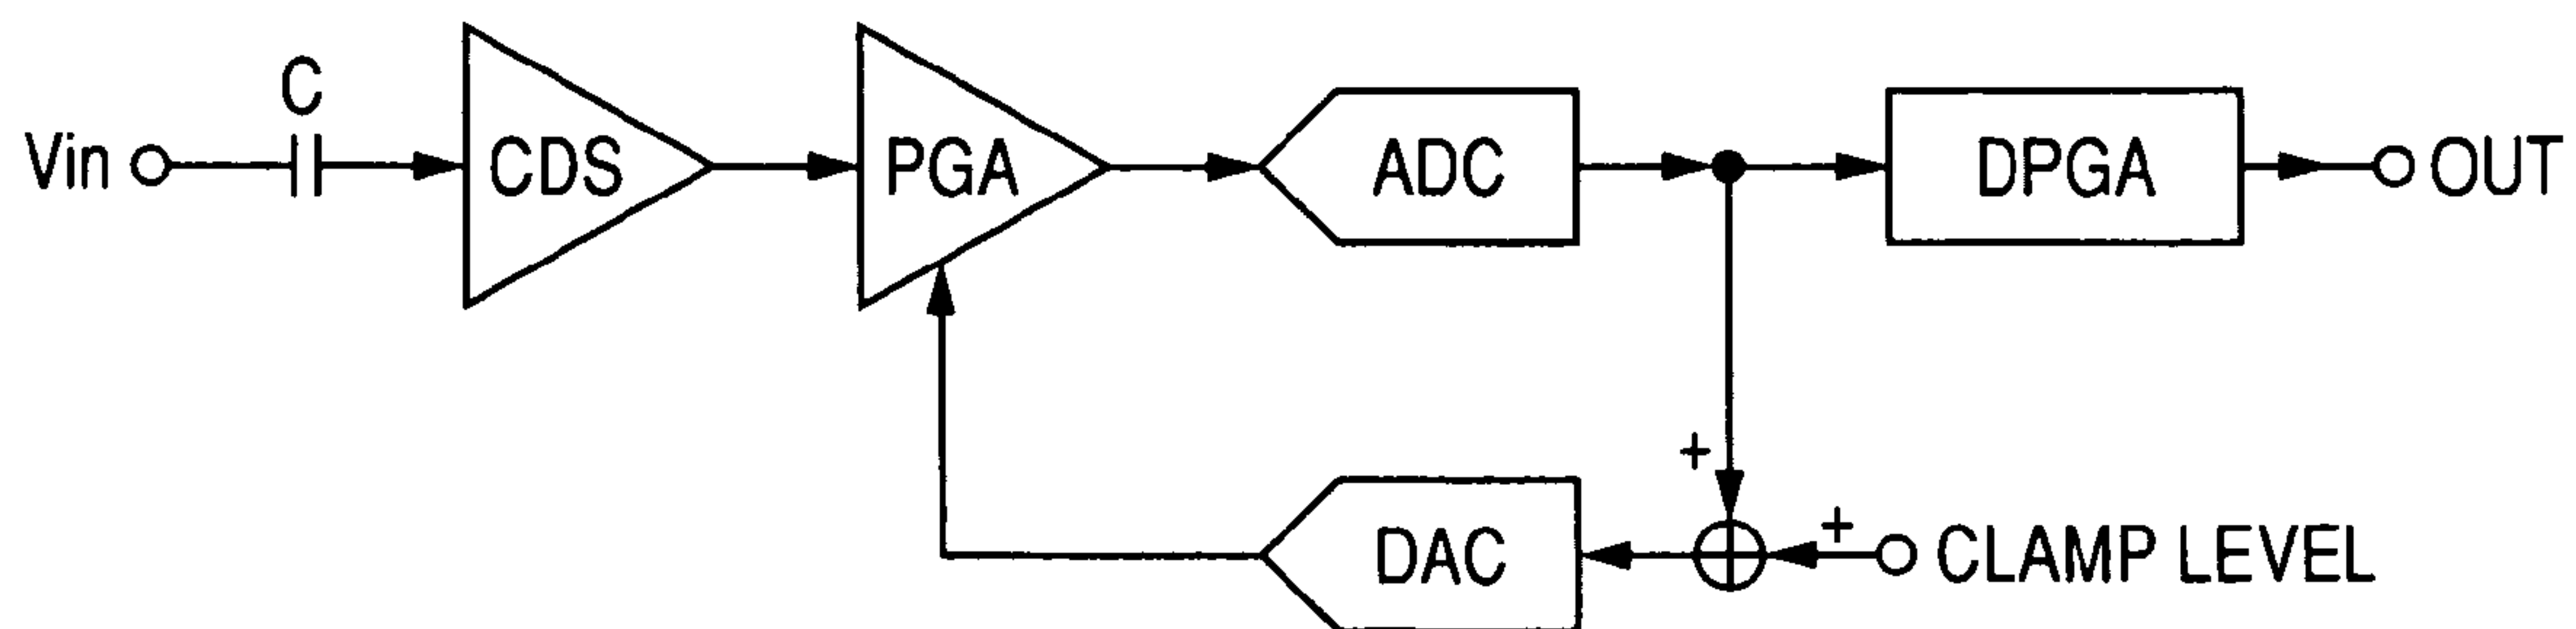 C
Vin
CDS
PGA
ADC
DPGA
OUT
+
+
DAC
CLAMP LEVEL